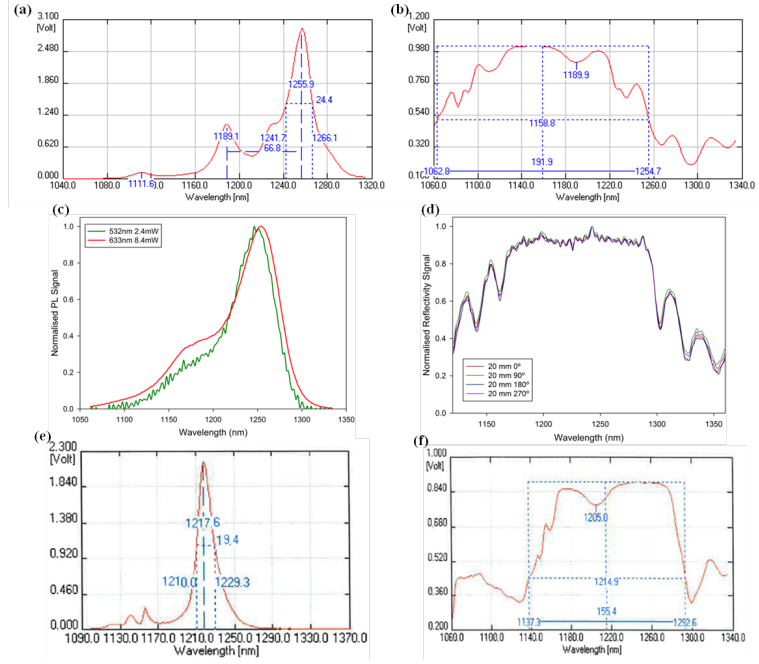 (a)
3.100
[Volt]
2.480
1.860
1.240
0.620
0.000
1255.9
24.4
1189.1
1241.7
1266.1
66.8
1111.6
1040.0 1080.0 1120.0 1160.0 1200.0 1240.0 1280.0 1320.0
Wavelength [nm]
(b)
1.200
[Volt]
0.980
0.760
0.540
0.320
0.10
1189.9
1158.8
191.9
1062.8
1254.7
1060.0 1100.0 1140.0 1180.0 1220.0 1260.0 1300.0 1340.0
Wavelength [nm]
(c)
Normalised PL Signal
1.0
0.8
0.6
0.4
0.2
0.0
532nm 2.4mW
633nm 8.4mW
1050 1100 1150 1200 1250 1300 1350
Wavelength (nm)
(d)
Normalised Reflectivity Signal
1.0
0.8
0.6
0.4
0.2
0.0
20 mm 0º
20 mm 90º
20 mm 180º
20 mm 270º
1150 1200 1250 1300 1350
Wavelength (nm)
(e)
2.300
[Volt]
1.840
1.380
0.920
0.460
0.000
1217.6
19.4
1210.0
1229.3
1090.0 1130.0 1170.0 1210.0 1250.0 1290.0 1330.0 1370.0
Wavelength [nm]
(f)
1.000
[Volt]
0.840
0.680
0.520
0.360
0.200
1205.0
1214.9
155.4
1137.3
1292.6
1060.0 1100.0 1140.0 1180.0 1220.0 1260.0 1300.0 1340.0
Wavelength [nm]